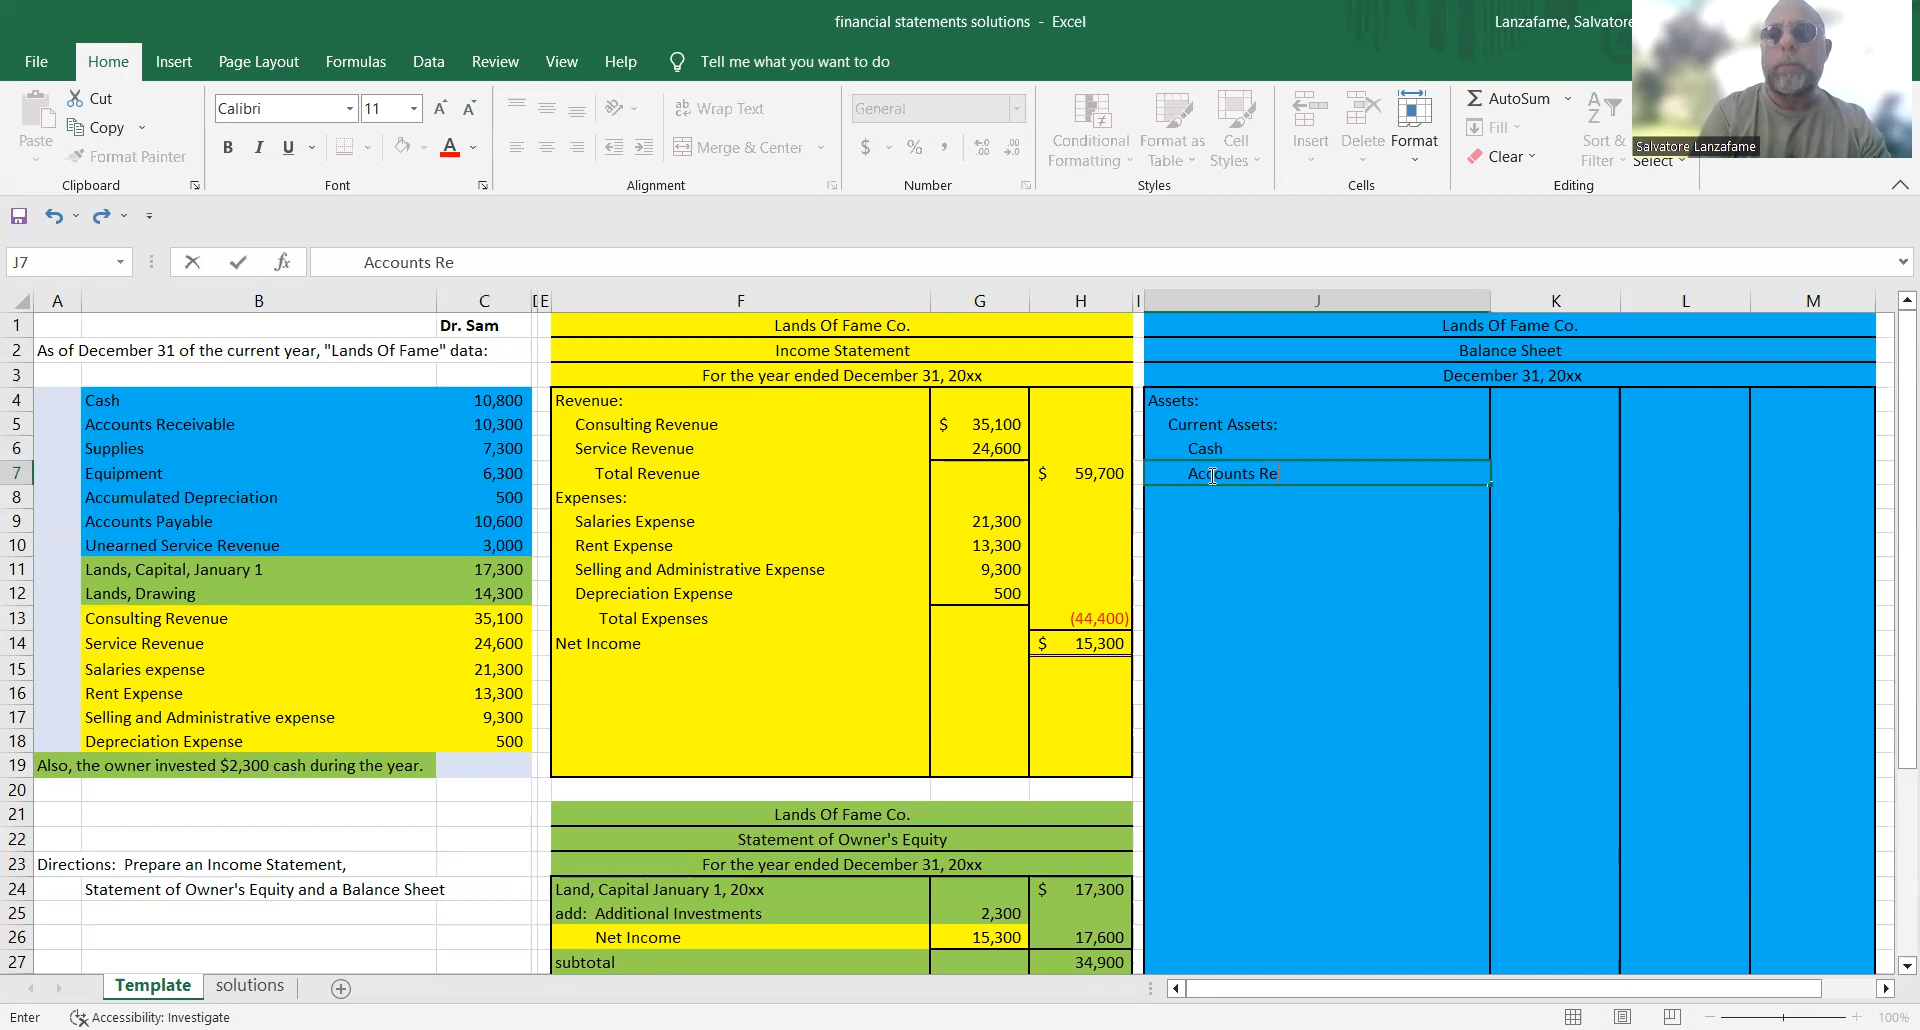 financial statements solutions - Excel
Lanzafame, Salvatore
File Home Insert Page Layout Formulas Data Review View Help Tell me what you want to do
Paste
Cut
Copy
Format Painter
Clipboard
Calibri 11
B I U A
Font
ab Wrap Text
Merge & Center
Alignment
General
$ % ,
Number
Conditional Formatting
Format as Table
Cell Styles
Styles
Insert
Delete
Format
Cells
AutoSum
Fill
Clear
Sort & Filter
Select
Editing
Salvatore Lanzafame
J7 fx Accounts Re
A B C D E F G H I J K L M
1 Dr. Sam Lands Of Fame Co. Lands Of Fame Co.
2 As of December 31 of the current year, "Lands Of Fame" data: Income Statement Balance Sheet
3 For the year ended December 31, 20xx December 31, 20xx
4 Cash 10,800 Revenue: Assets:
5 Accounts Receivable 10,300 Consulting Revenue $ 35,100 Current Assets:
6 Supplies 7,300 Service Revenue 24,600 Cash
7 Equipment 6,300 Total Revenue $ 59,700 Accounts Re
8 Accumulated Depreciation 500 Expenses:
9 Accounts Payable 10,600 Salaries Expense 21,300
10 Unearned Service Revenue 3,000 Rent Expense 13,300
11 Lands, Capital, January 1 17,300 Selling and Administrative Expense 9,300
12 Lands, Drawing 14,300 Depreciation Expense 500
13 Consulting Revenue 35,100 Total Expenses (44,400)
14 Service Revenue 24,600 Net Income $ 15,300
15 Salaries expense 21,300
16 Rent Expense 13,300
17 Selling and Administrative expense 9,300
18 Depreciation Expense 500
19 Also, the owner invested $2,300 cash during the year.
20
21 Lands Of Fame Co.
22 Statement of Owner's Equity
23 Directions: Prepare an Income Statement, For the year ended December 31, 20xx
24 Statement of Owner's Equity and a Balance Sheet Land, Capital January 1, 20xx $ 17,300
25 add: Additional Investments 2,300
26 Net Income 15,300 17,600
27 subtotal 34,900
Template solutions
Enter Accessibility: Investigate 100%